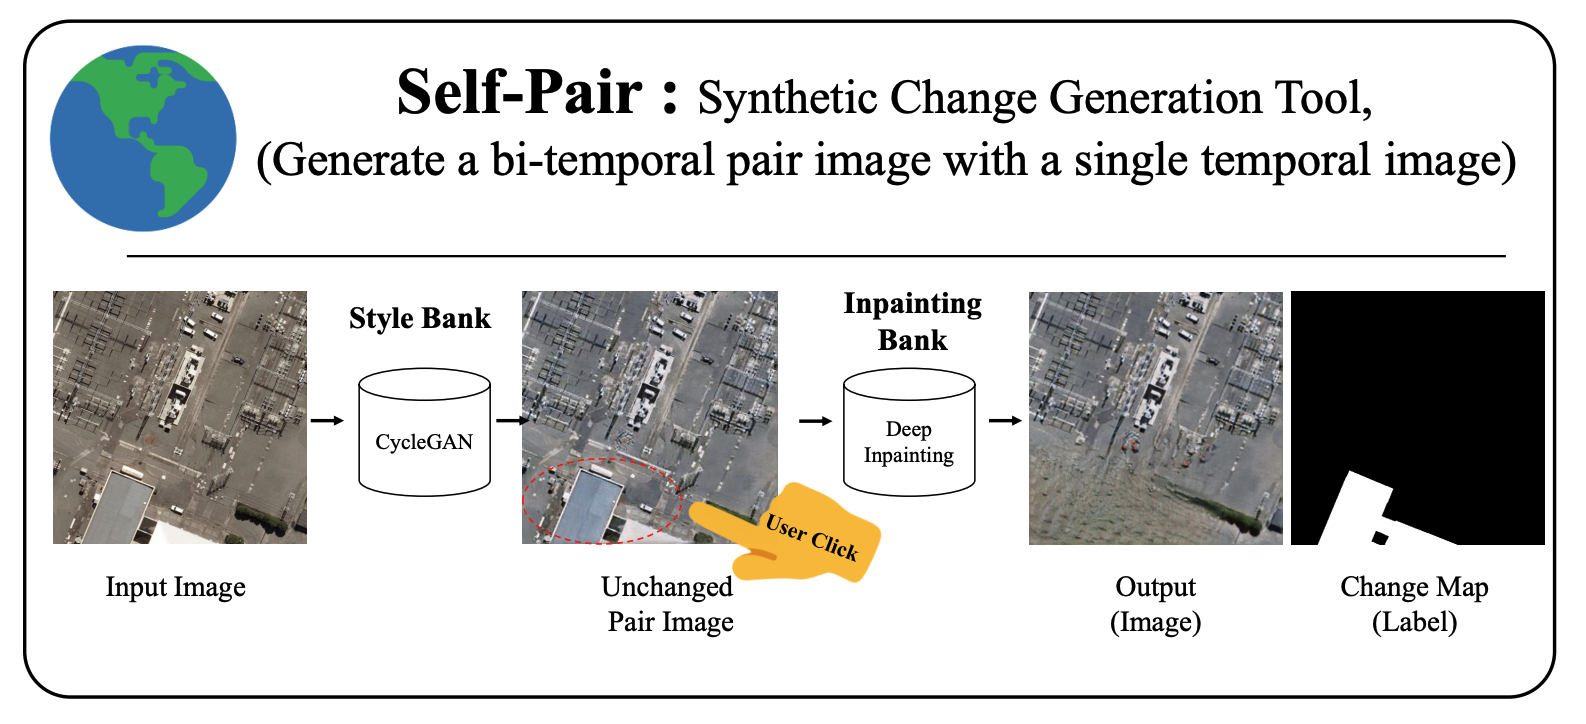 Self-Pair : Synthetic Change Generation Tool,
(Generate a bi-temporal pair image with a single temporal image)
Style Bank
CycleGAN
Inpainting
Bank
Deep
Inpainting
User Click
Input Image
Unchanged
Pair Image
Output
(Image)
Change Map
(Label)